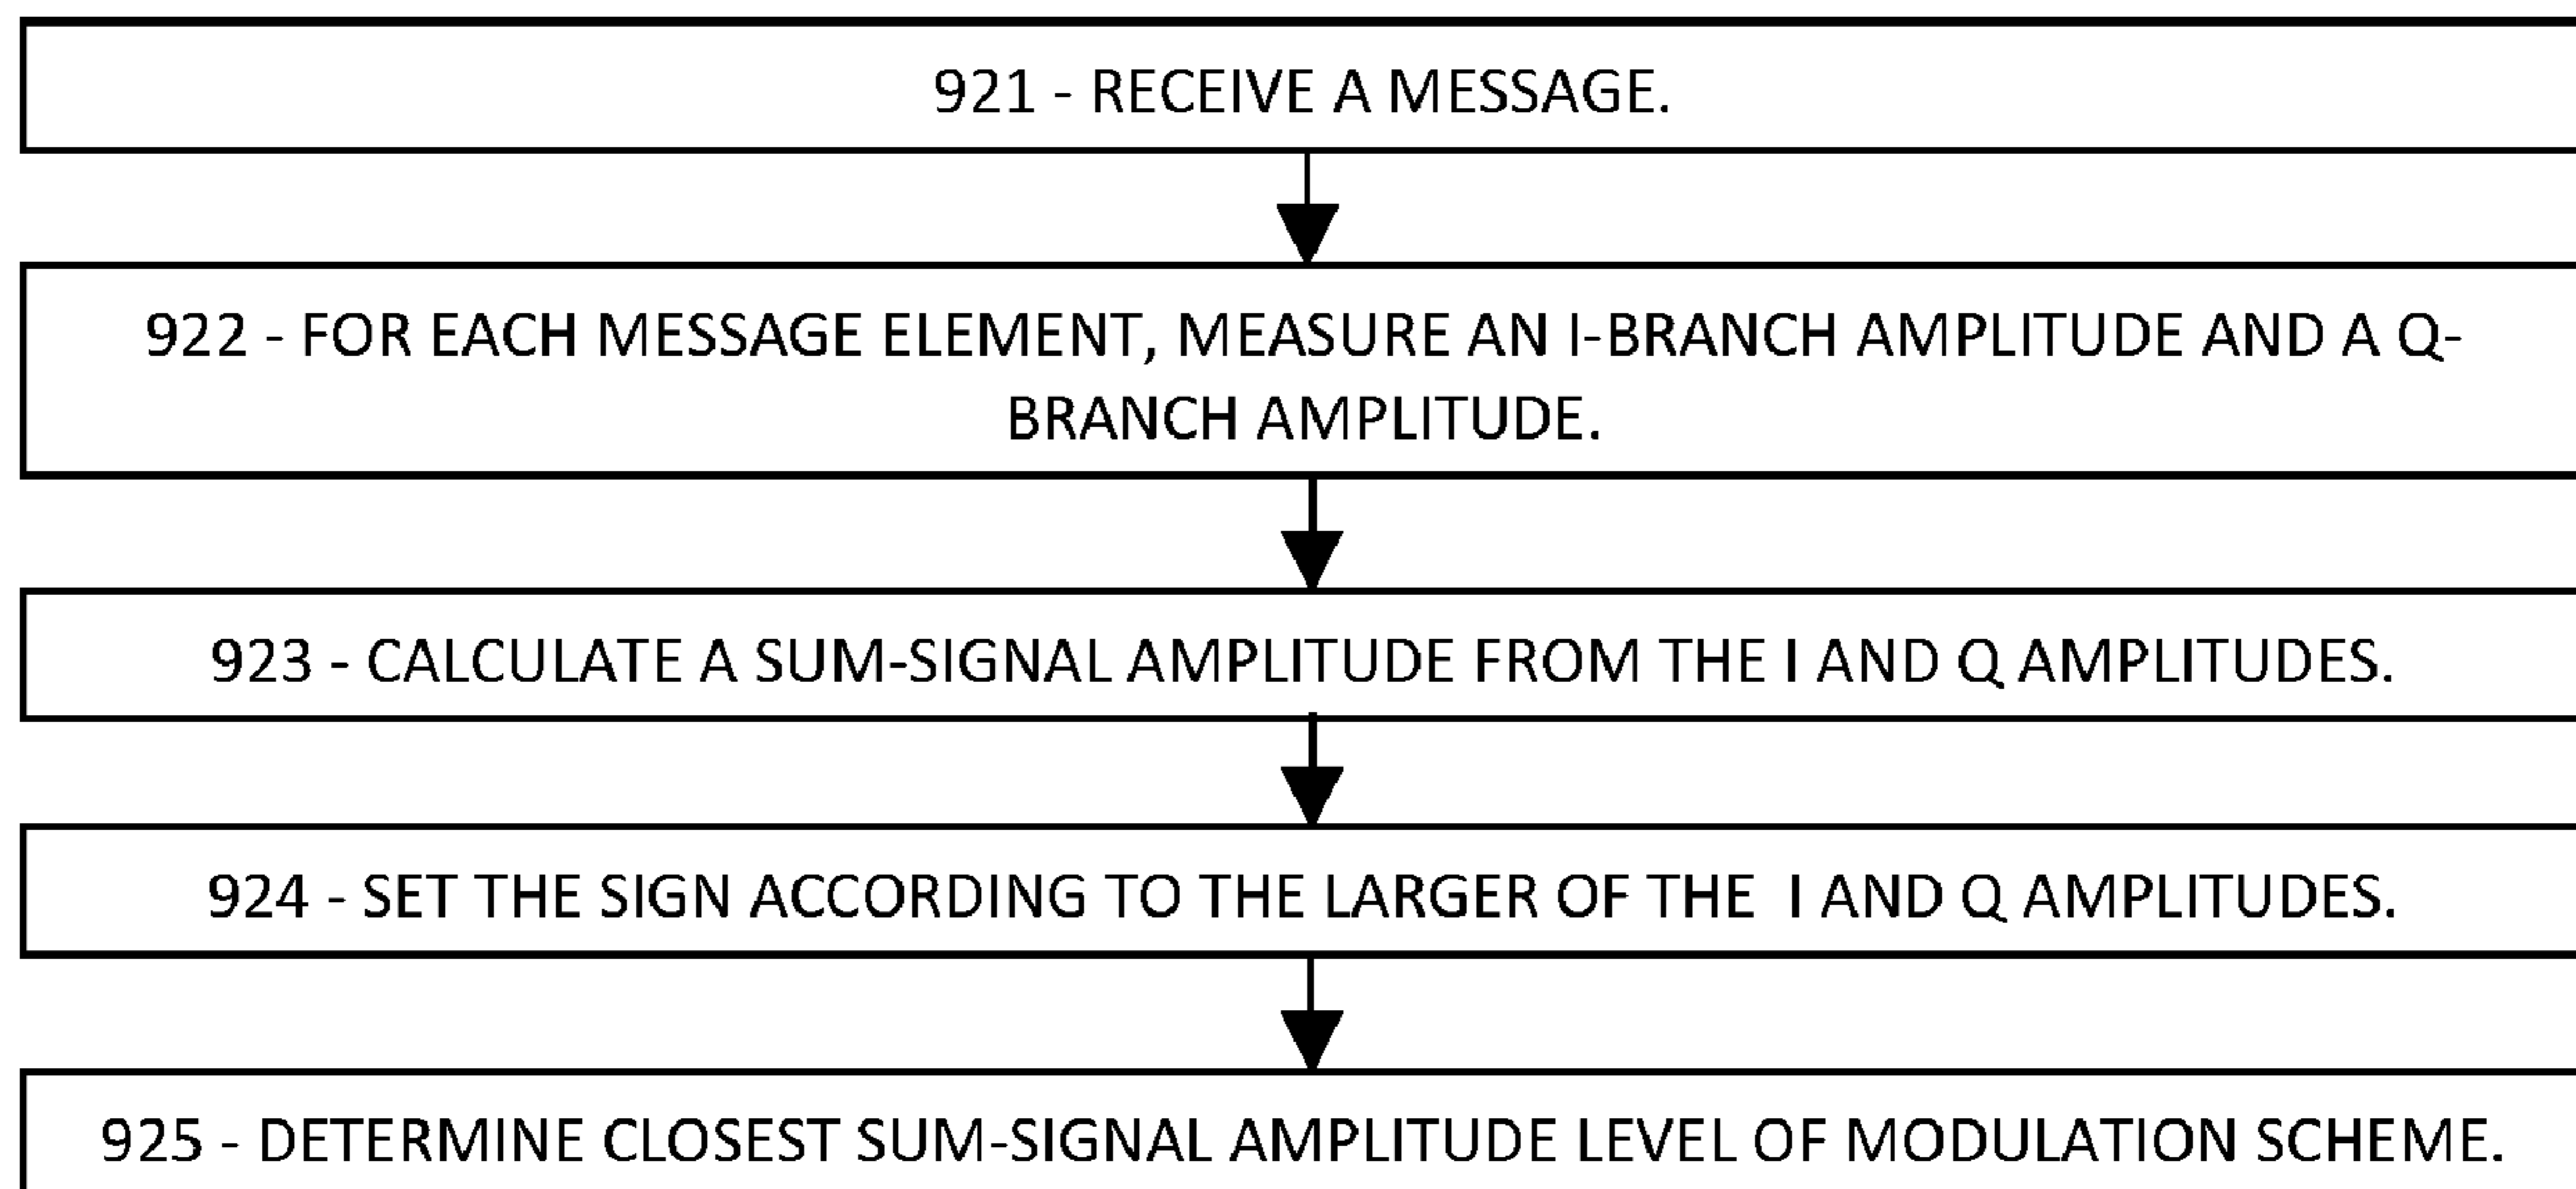 921 - RECEIVE A MESSAGE.
922 - FOR EACH MESSAGE ELEMENT, MEASURE AN I-BRANCH AMPLITUDE AND A Q-
BRANCH AMPLITUDE.
923 - CALCULATE A SUM-SIGNAL AMPLITUDE FROM THE I AND Q AMPLITUDES.
924 - SET THE SIGN ACCORDING TO THE LARGER OF THE I AND Q AMPLITUDES.
925 - DETERMINE CLOSEST SUM-SIGNAL AMPLITUDE LEVEL OF MODULATION SCHEME.